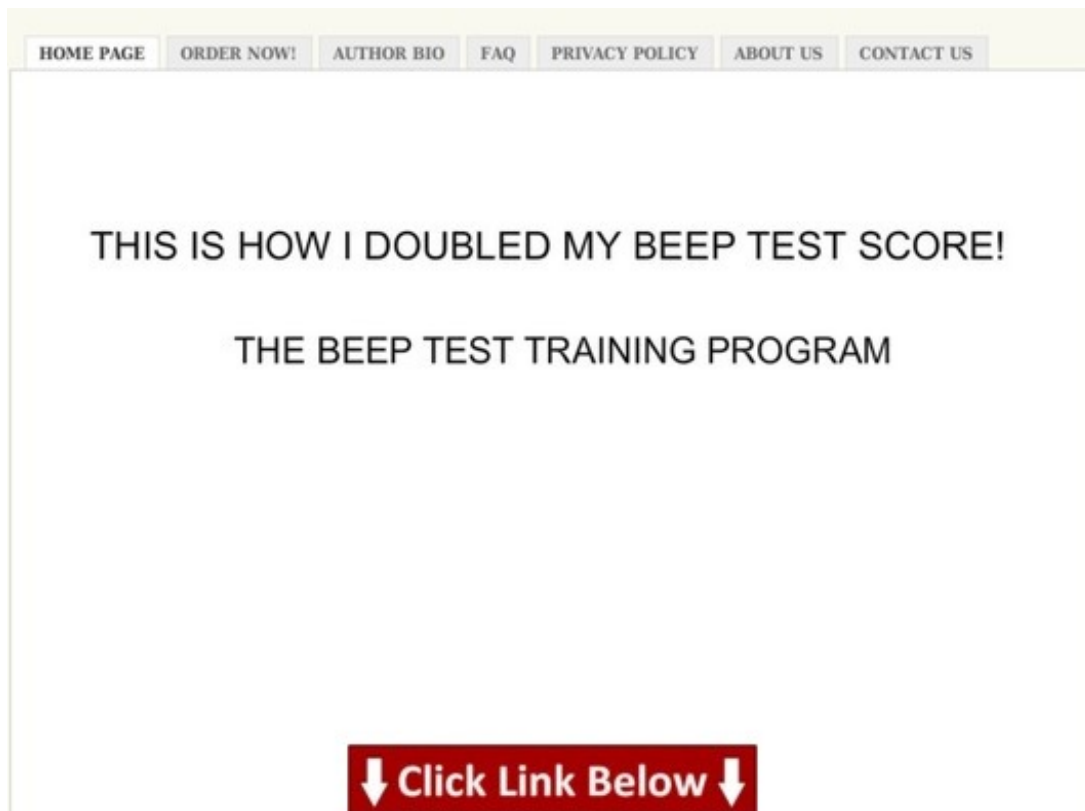 HOME PAGE ORDER NOW! AUTHOR BIO FAQ PRIVACY POLICY ABOUT US CONTACT US
THIS IS HOW I DOUBLED MY BEEP TEST SCORE!
THE BEEP TEST TRAINING PROGRAM
Click Link Below